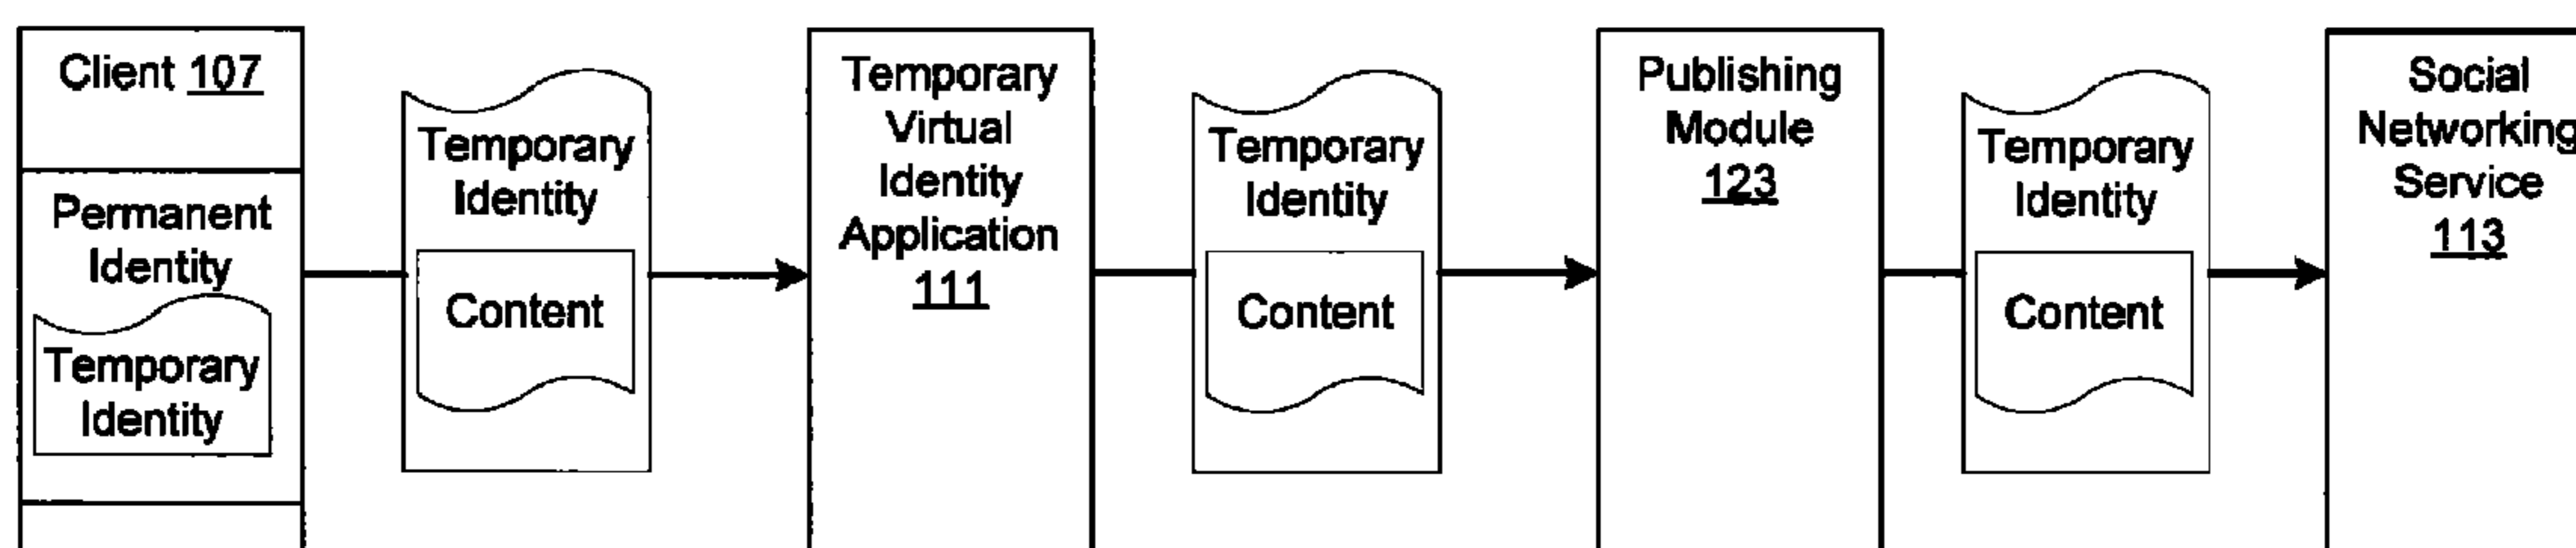 Client 107
Permanent
Identity
Temporary
Identity
Temporary
Identity
Content
Temporary
Virtual
Identity
Application
111
Temporary
Identity
Content
Publishing
Module
123
Temporary
Identity
Content
Social
Networking
Service
113